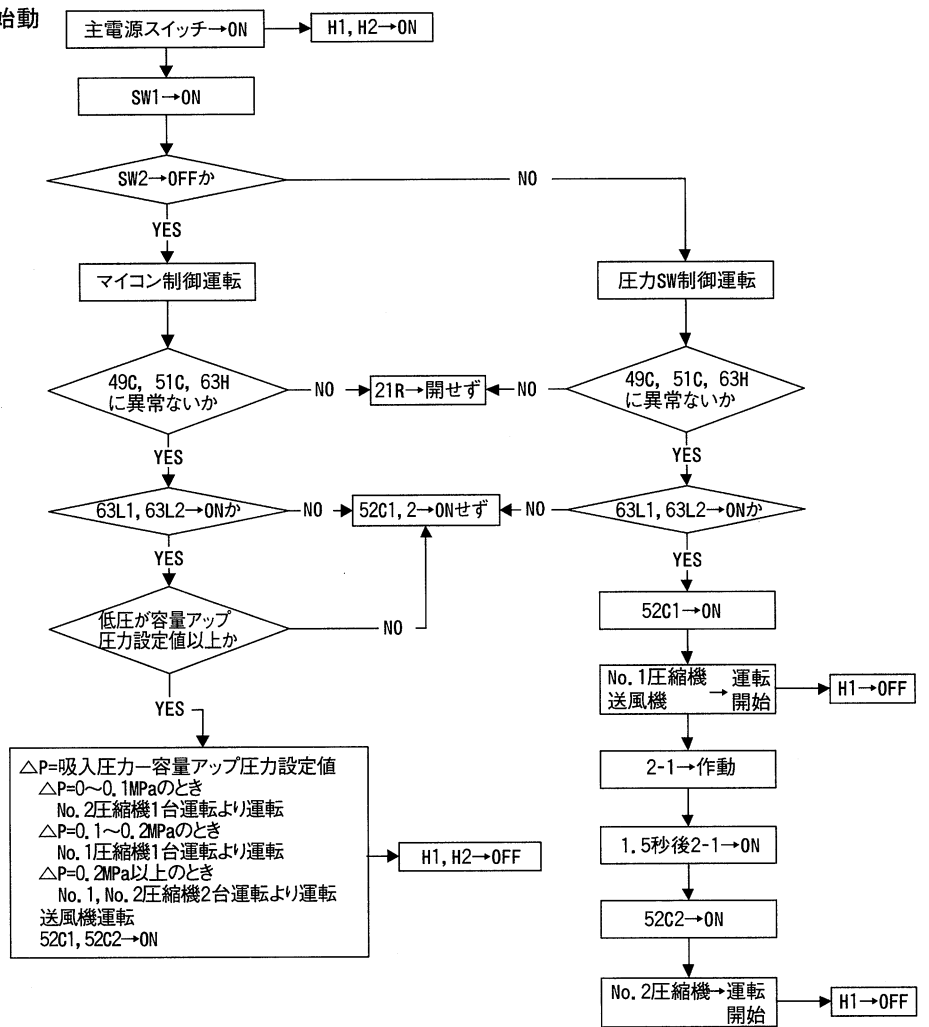 始動
主電源スイッチ→ON
H1, H2→ON
SW1→ON
SW2→OFFか
NO
YES
マイコン制御運転
圧力SW制御運転
49C, 51C, 63H
に異常ないか
NO
21R→開せず
NO
49C, 51C, 63H
に異常ないか
YES
YES
63L1, 63L2→ONか
NO
52C1, 2→ONせず
NO
63L1, 63L2→ONか
YES
YES
低圧が容量アップ
圧力設定値以上か
NO
52C1→ON
YES
No.1圧縮機
送風機
→運転
開始
H1→OFF
△P=吸入圧力ー容量アップ圧力設定値
△P=0〜0.1MPaのとき
No.2圧縮機1台運転より運転
△P=0.1〜0.2MPaのとき
No.1圧縮機1台運転より運転
△P=0.2MPa以上のとき
No.1, No.2圧縮機2台運転より運転
送風機運転
52C1, 52C2→ON
H1, H2→OFF
2-1→作動
1.5秒後2-1→ON
52C2→ON
No.2圧縮機→運転
開始
H1→OFF